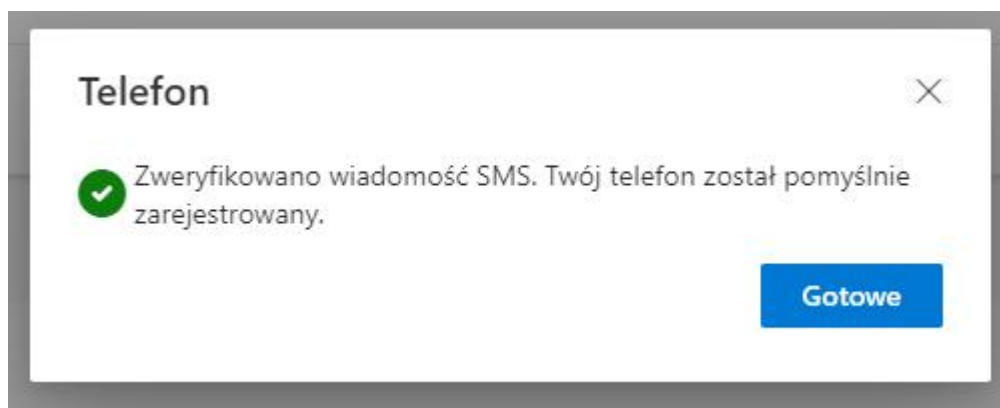 Telefon
Zweryfikowano wiadomość SMS. Twój telefon został pomyślnie
zarejestrowany.
Gotowe